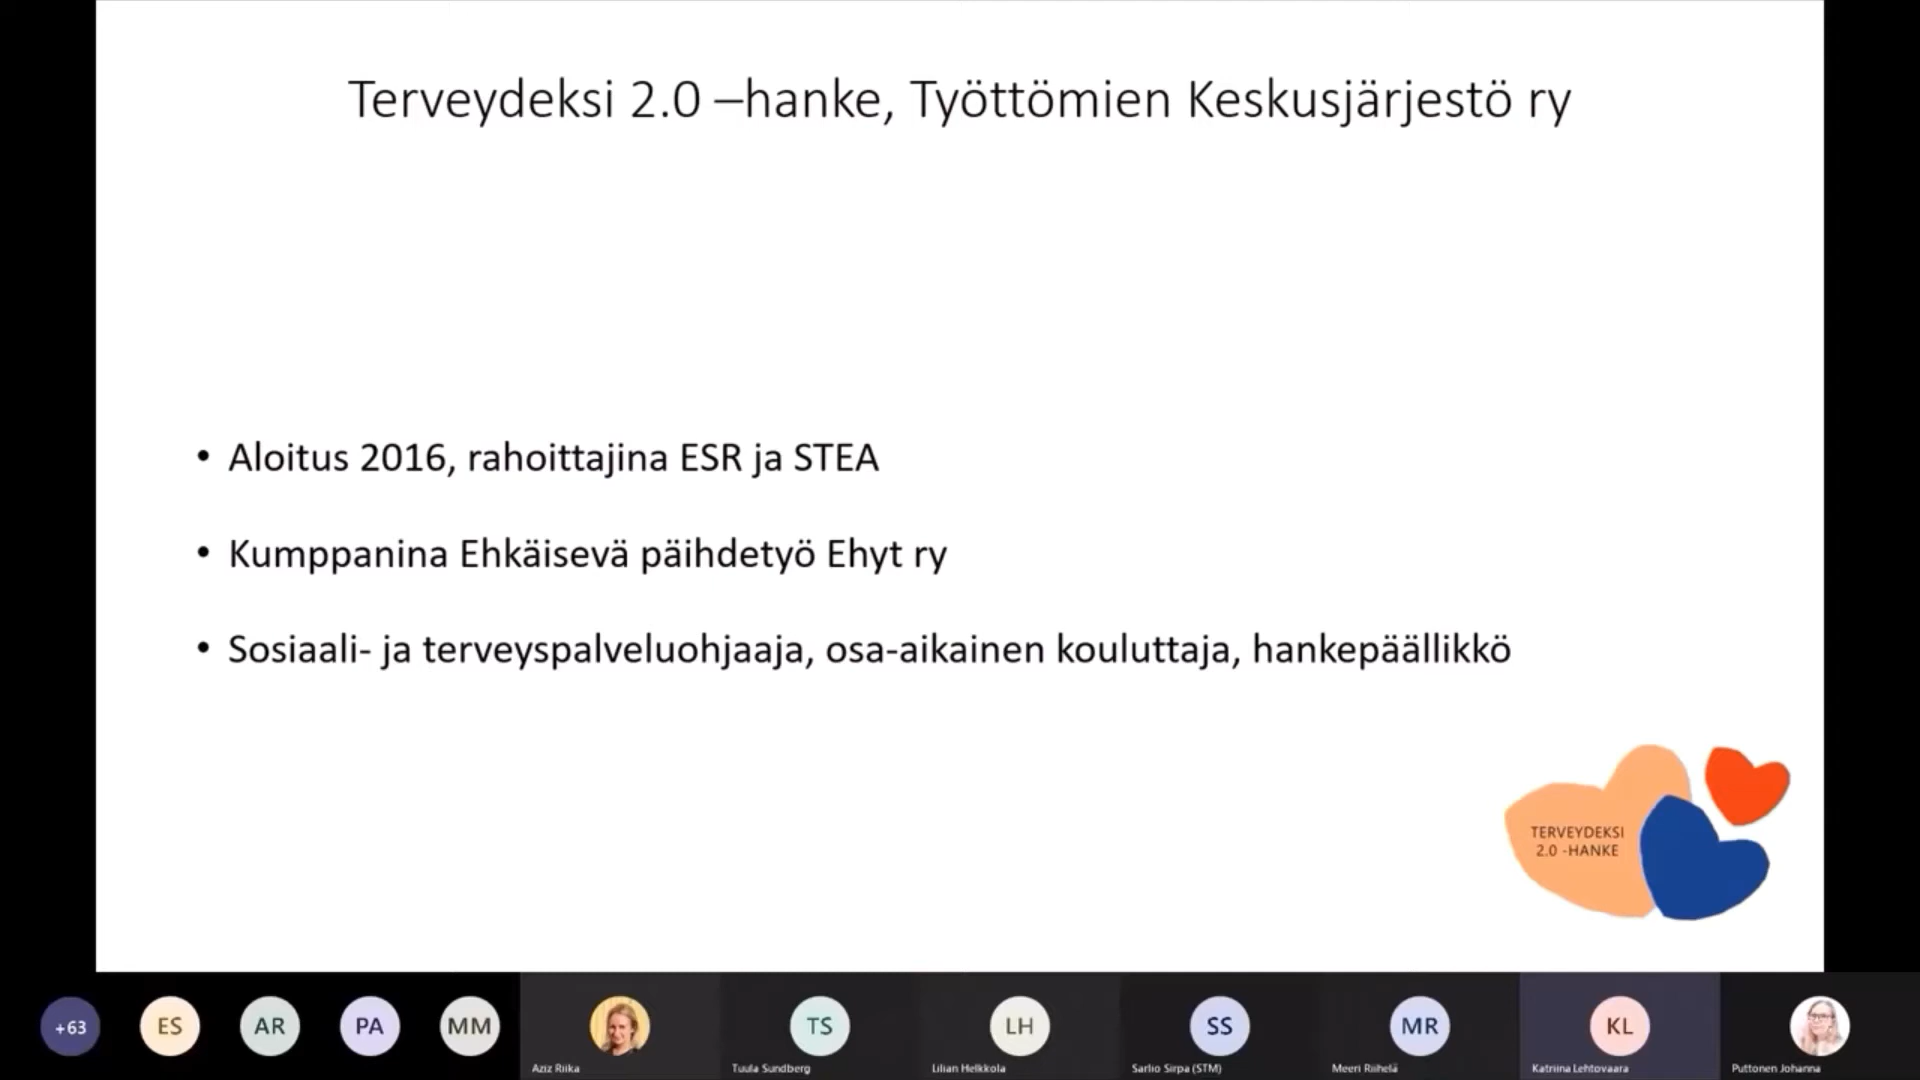 Terveydeksi 2.0 –hanke, Työttömien Keskusjärjestö ry
• Aloitus 2016, rahoittajina ESR ja STEA
• Kumppanina Ehkäisevä päihdetyö Ehyt ry
• Sosiaali- ja terveyspalveluohjaaja, osa-aikainen kouluttaja, hankepäällikkö
TERVEYDEKSI
2.0 -HANKE
+63
ES
AR
PA
MM
Aziz Riika
TS
Tuula Sundberg
LH
Lilian Helkkola
SS
Sarlio Sirpa (STM)
MR
Meeri Riihelä
KL
Katriina Lehtovaara
Puttonen Johanna